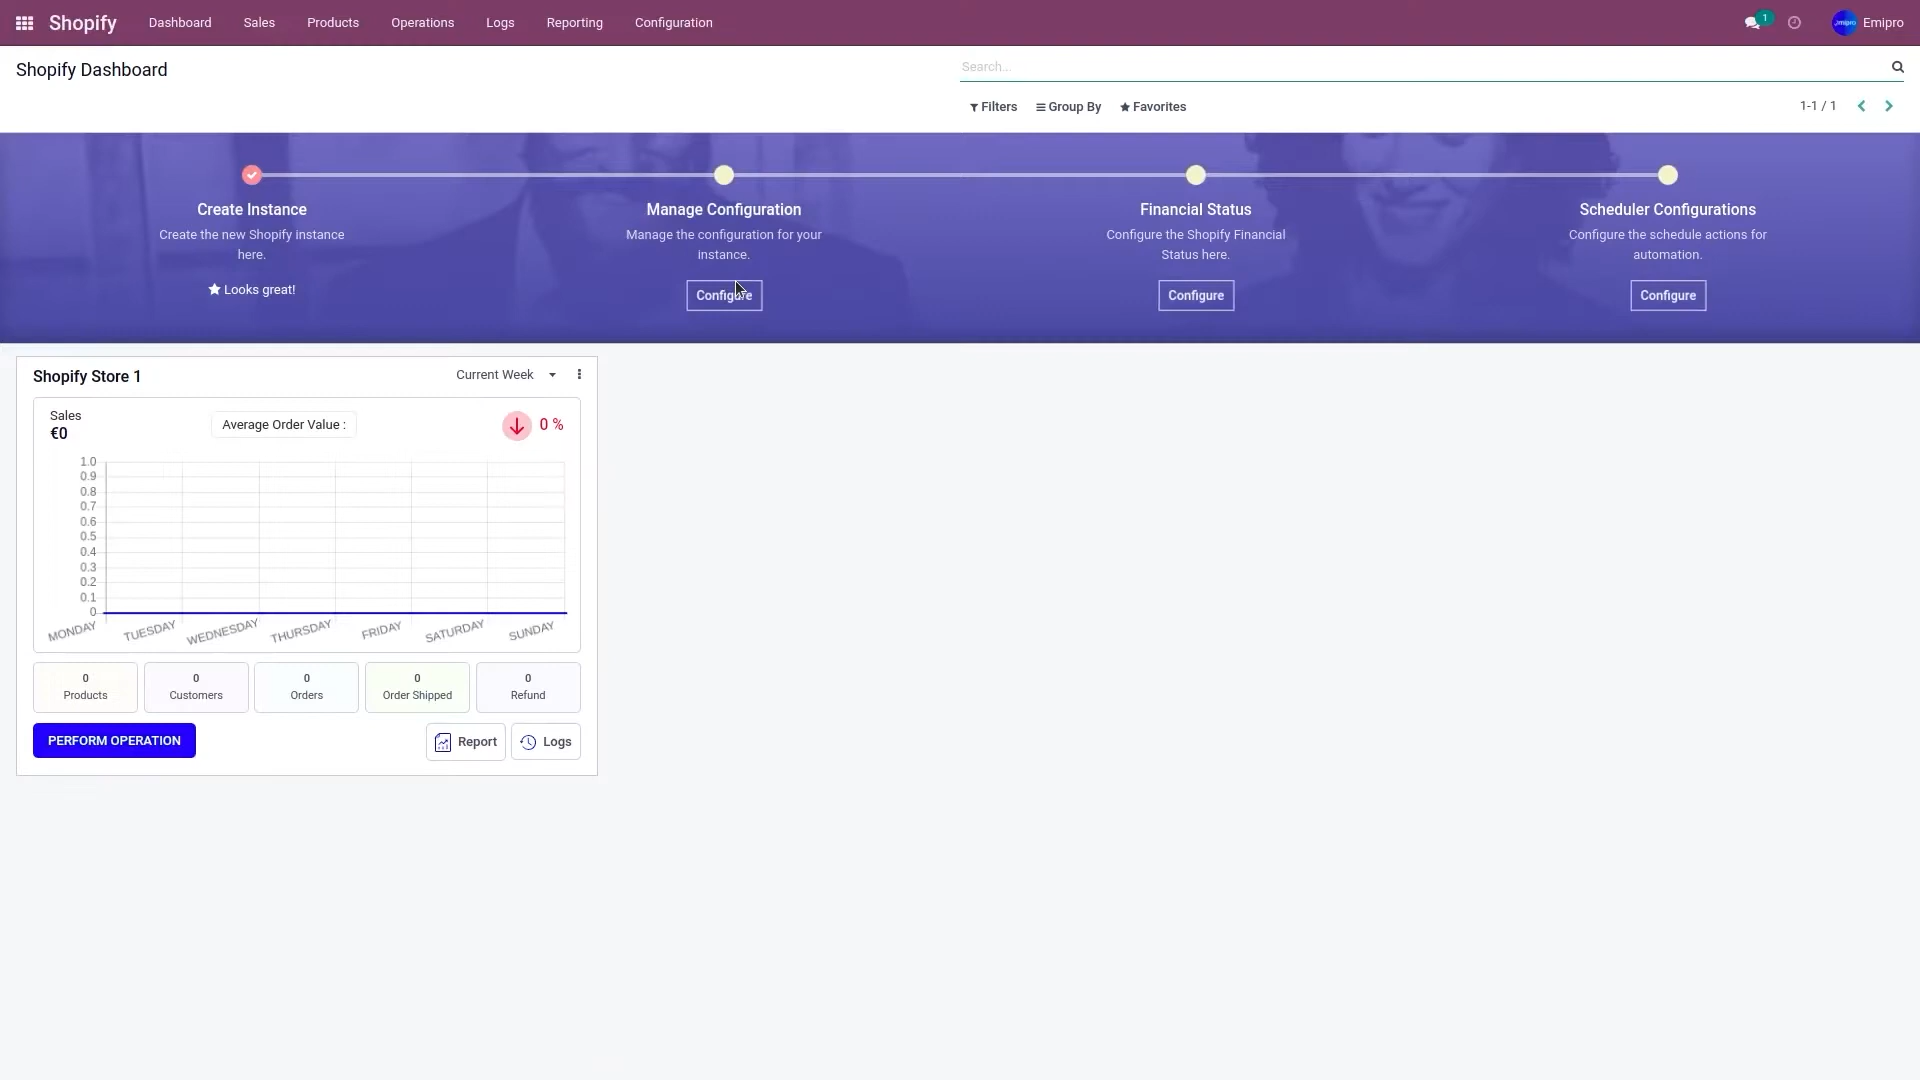 Shopify
Dashboard
Sales
Products
Operations
Logs
Reporting
Configuration
1
Emipro
Shopify Dashboard
Search...
Filters
Group By
Favorites
1-1 / 1
Create Instance
Create the new Shopify instance
here.
Looks great!
Manage Configuration
Manage the configuration for your
instance.
Configure
Financial Status
Configure the Shopify Financial
Status here.
Configure
Scheduler Configurations
Configure the schedule actions for
automation.
Configure
Shopify Store 1
Current Week
Sales
€0
Average Order Value :
0 %
1.0
0.9
0.8
0.7
0.6
0.5
0.4
0.3
0.2
0.1
0
MONDAY
TUESDAY
WEDNESDAY
THURSDAY
FRIDAY
SATURDAY
SUNDAY
0
Products
0
Customers
0
Orders
0
Order Shipped
0
Refund
PERFORM OPERATION
Report
Logs